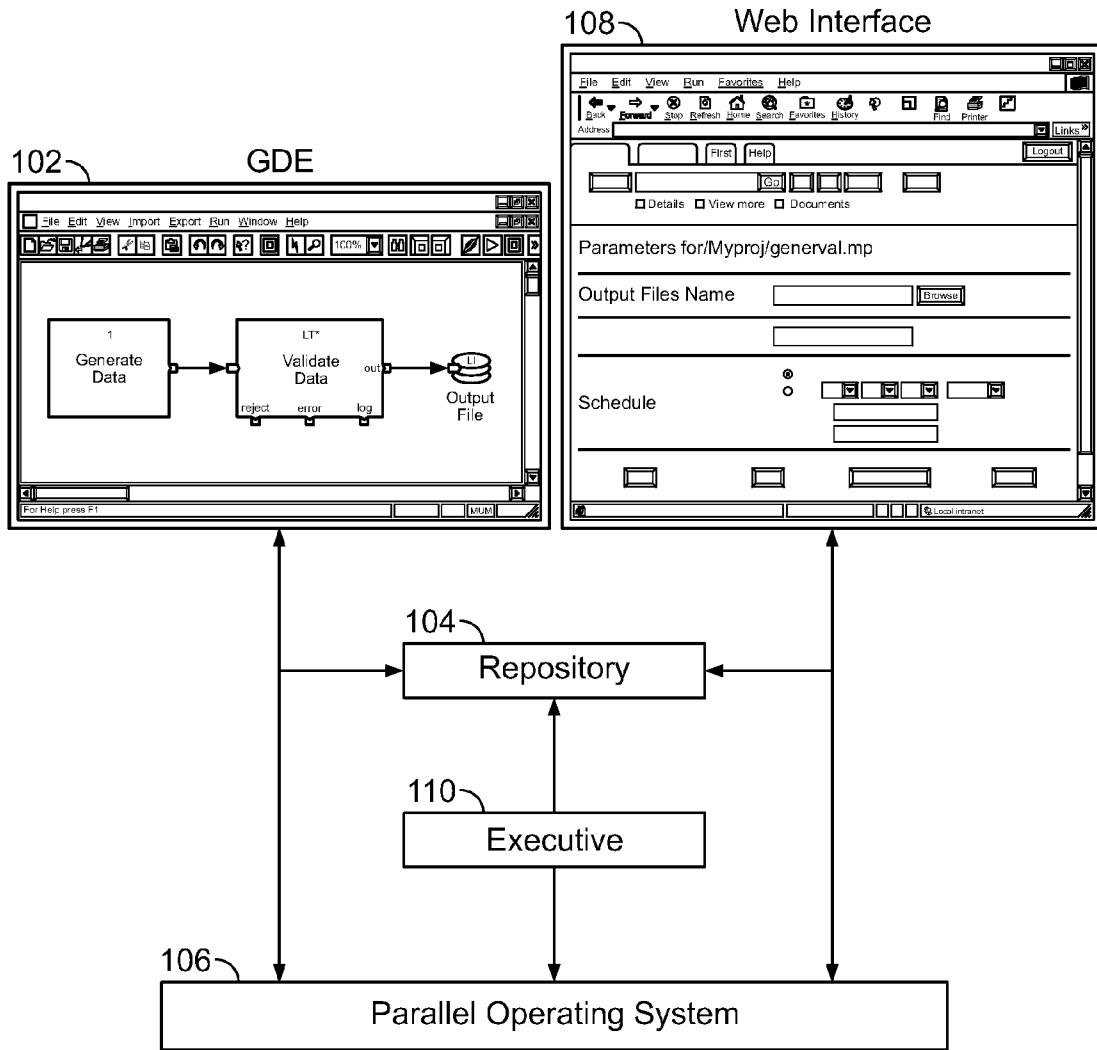 102
GDE
File Edit View Import Export Run Window Help
100%
1
Generate
Data
LT*
Validate
Data
out
reject error log
LI
Output
File
For Help press F1
MUM
108
Web Interface
File Edit View Run Favorites Help
Back Forward Stop Refresh Home Search Favorites History Find Printer
Address
Links»
First Help
Logout
Go
Details View more Documents
Parameters for/Myproj/generval.mp
Output Files Name
Browse
Schedule
Local intranet
104
Repository
110
Executive
106
Parallel Operating System